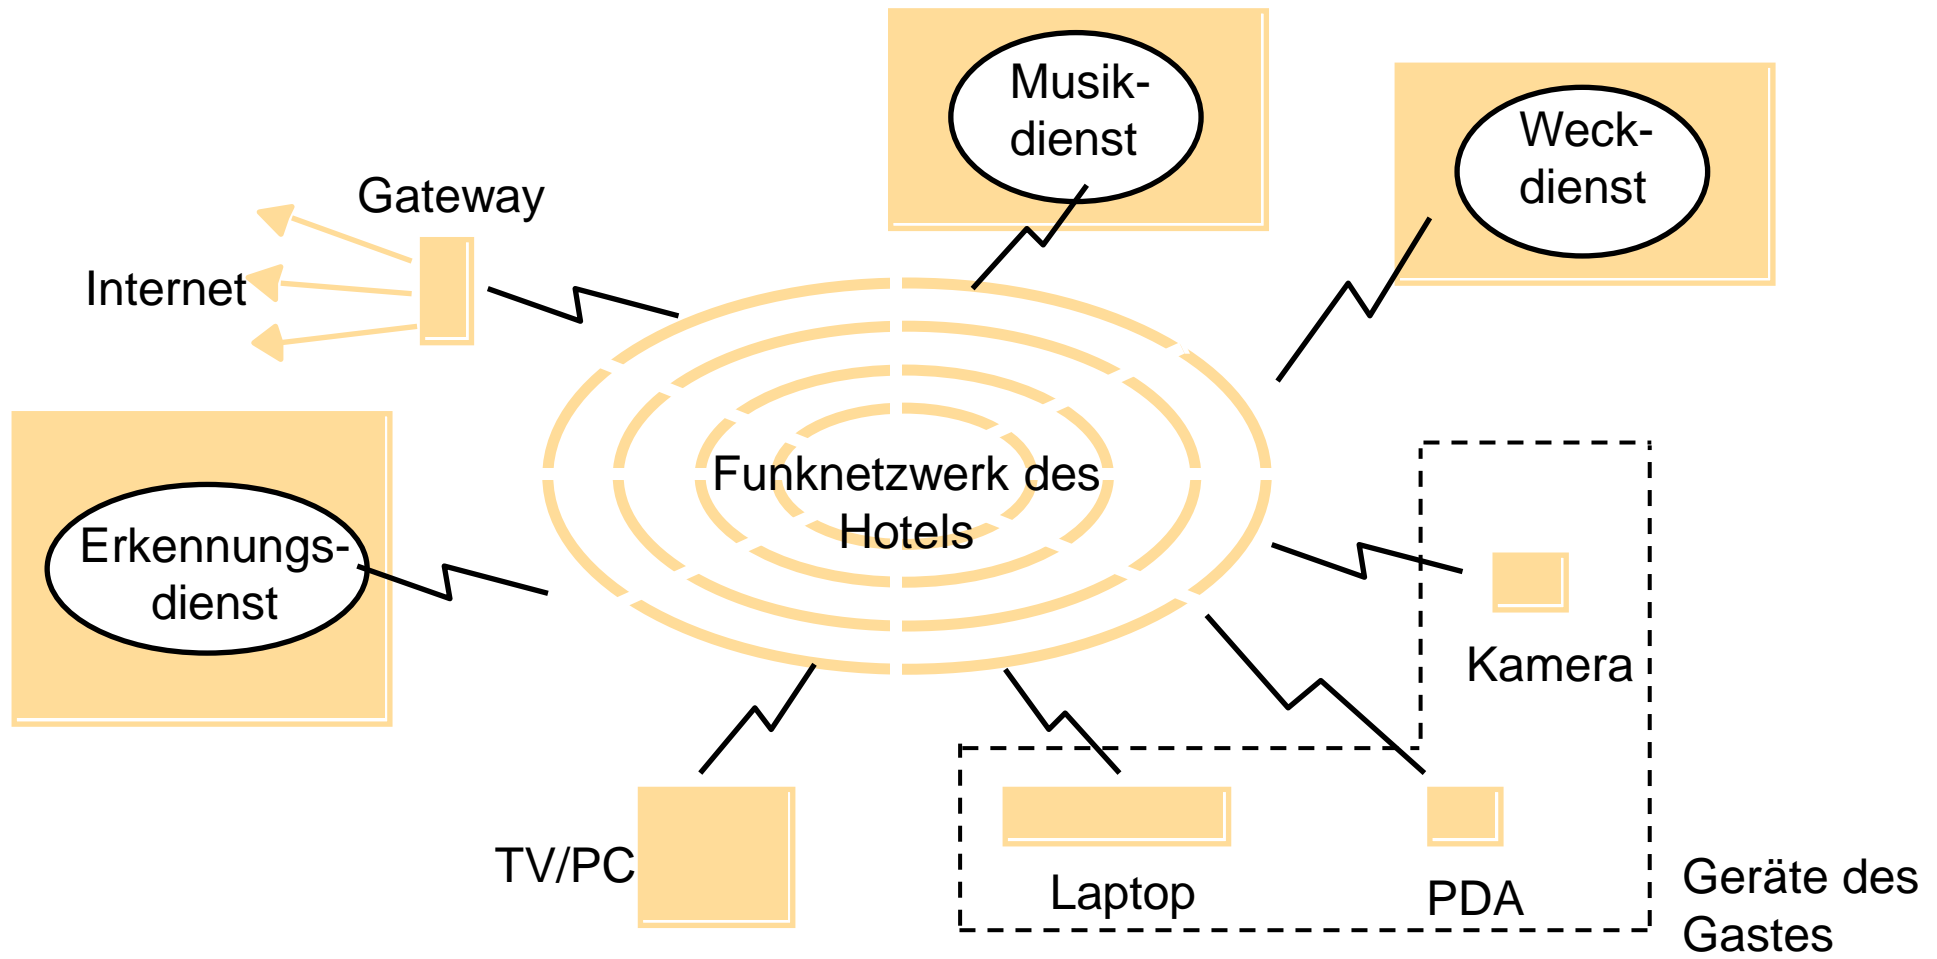 Musik-
dienst
Weck-
dienst
Gateway
Internet
Funknetzwerk des
Hotels
Erkennungs-
dienst
Kamera
TV/PC
Laptop
PDA
Geräte des
Gastes